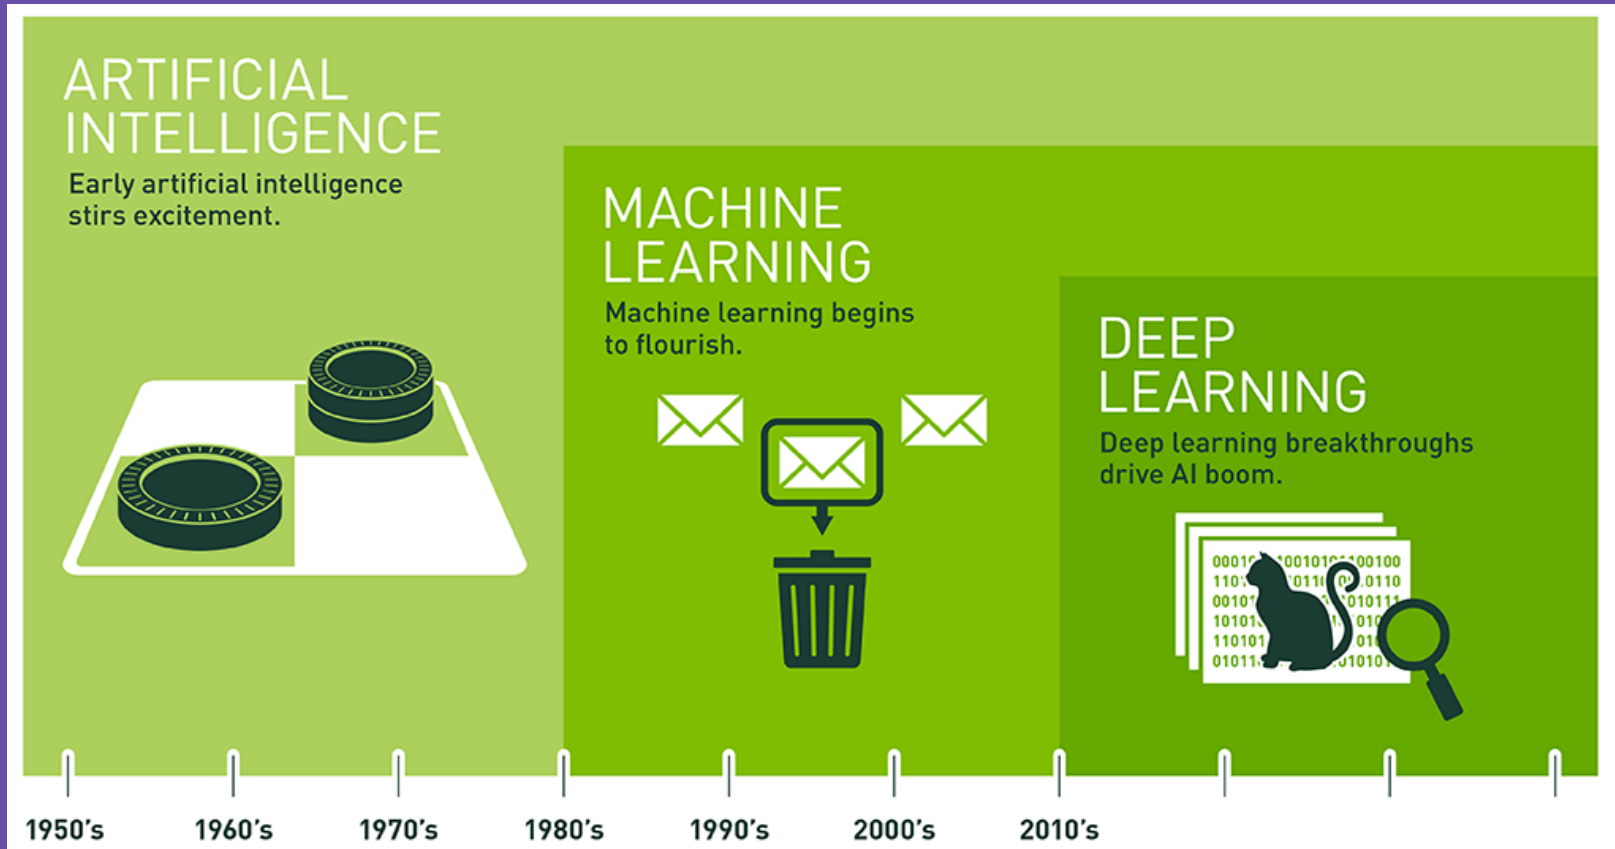 ARTIFICIAL
INTELLIGENCE
Early artificial intelligence
stirs excitement.
MACHINE
LEARNING
Machine learning begins
to flourish.
DEEP
LEARNING
Deep learning breakthroughs
drive AI boom.
1950's
1960's
1970's
1980's
1990's
2000's
2010's